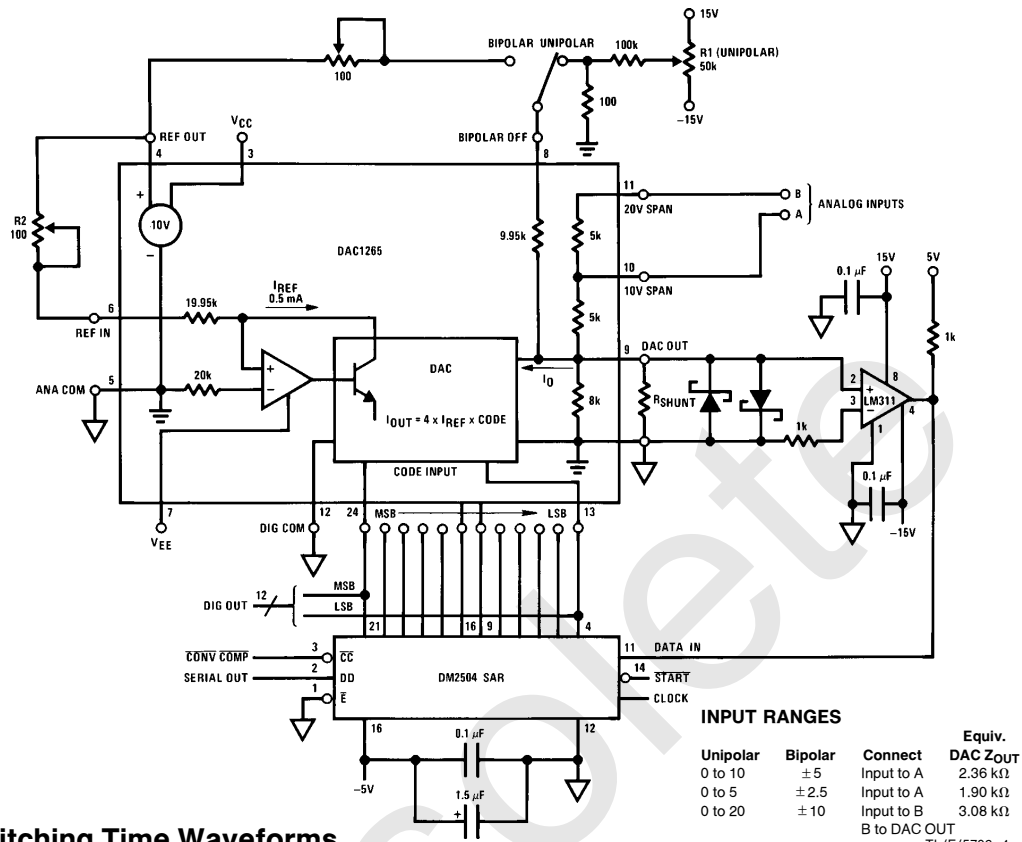 15V
BIPOLAR UNIPOLAR
100k
R1 (UNIPOLAR)
50k
100
100
-15V
VCC
REF OUT
BIPOLAR OFF
4
3
8
11
20V SPAN
B
A
ANALOG INPUTS
+
10V
-
R2
100
DAC1265
9.95k
5k
10
10V SPAN
15V
5V
0.1 µF
IREF
0.5 mA
6
19.95k
REF IN
5k
1k
9
DAC OUT
DAC
ANA COM
5
20k
+
-
IO
8k
RSHUNT
2
3
+
-
8
LM311
4
1
IOUT = 4 x IREF x CODE
1k
CODE INPUT
0.1 µF
-15V
7
VEE
12
24
MSB
LSB
13
DIG COM
DIG OUT
12
MSB
LSB
21
16
9
4
CONV COMP
3
CC
11
DATA IN
SERIAL OUT
2
DD
DM2504 SAR
14
START
1
E
CLOCK
16
12
0.1 µF
-5V
1.5 µF
+
INPUT RANGES
Equiv.
Unipolar Bipolar Connect DAC ZOUT
0 to 10 ±5 Input to A 2.36 kΩ
0 to 5 ±2.5 Input to A 1.90 kΩ
0 to 20 ±10 Input to B 3.08 kΩ
B to DAC OUT
itching Time Waveforms
olete